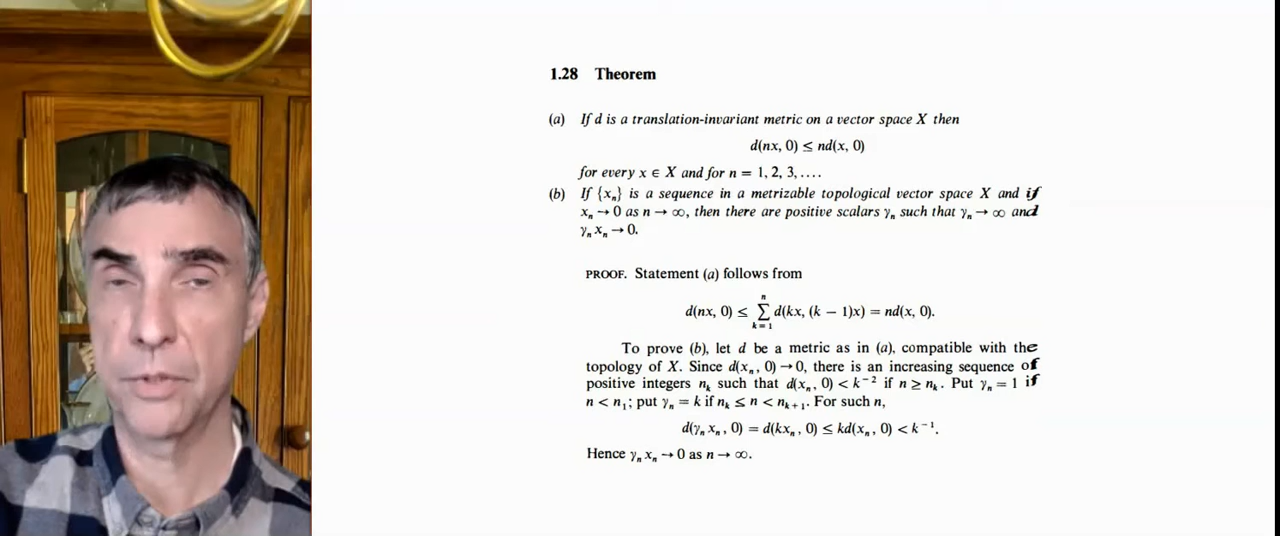 1.28 Theorem
(a) If d is a translation-invariant metric on a vector space X then
d(nx, 0) ≤ nd(x, 0)
for every x ∈ X and for n = 1, 2, 3, ....
(b) If {xₙ} is a sequence in a metrizable topological vector space X and if
xₙ → 0 as n → ∞, then there are positive scalars γₙ such that γₙ → ∞ and
γₙxₙ → 0.
PROOF. Statement (a) follows from
d(nx, 0) ≤ ∑ₖ₌₁ⁿ d(kx, (k − 1)x) = nd(x, 0).
To prove (b), let d be a metric as in (a), compatible with the
topology of X. Since d(xₙ, 0) → 0, there is an increasing sequence of
positive integers nₖ such that d(xₙ, 0) < k⁻² if n ≥ nₖ. Put γₙ = 1 if
n < n₁; put γₙ = k if nₖ ≤ n < nₖ₊₁. For such n,
d(γₙxₙ, 0) = d(kxₙ, 0) ≤ kd(xₙ, 0) < k⁻¹.
Hence γₙxₙ → 0 as n → ∞.